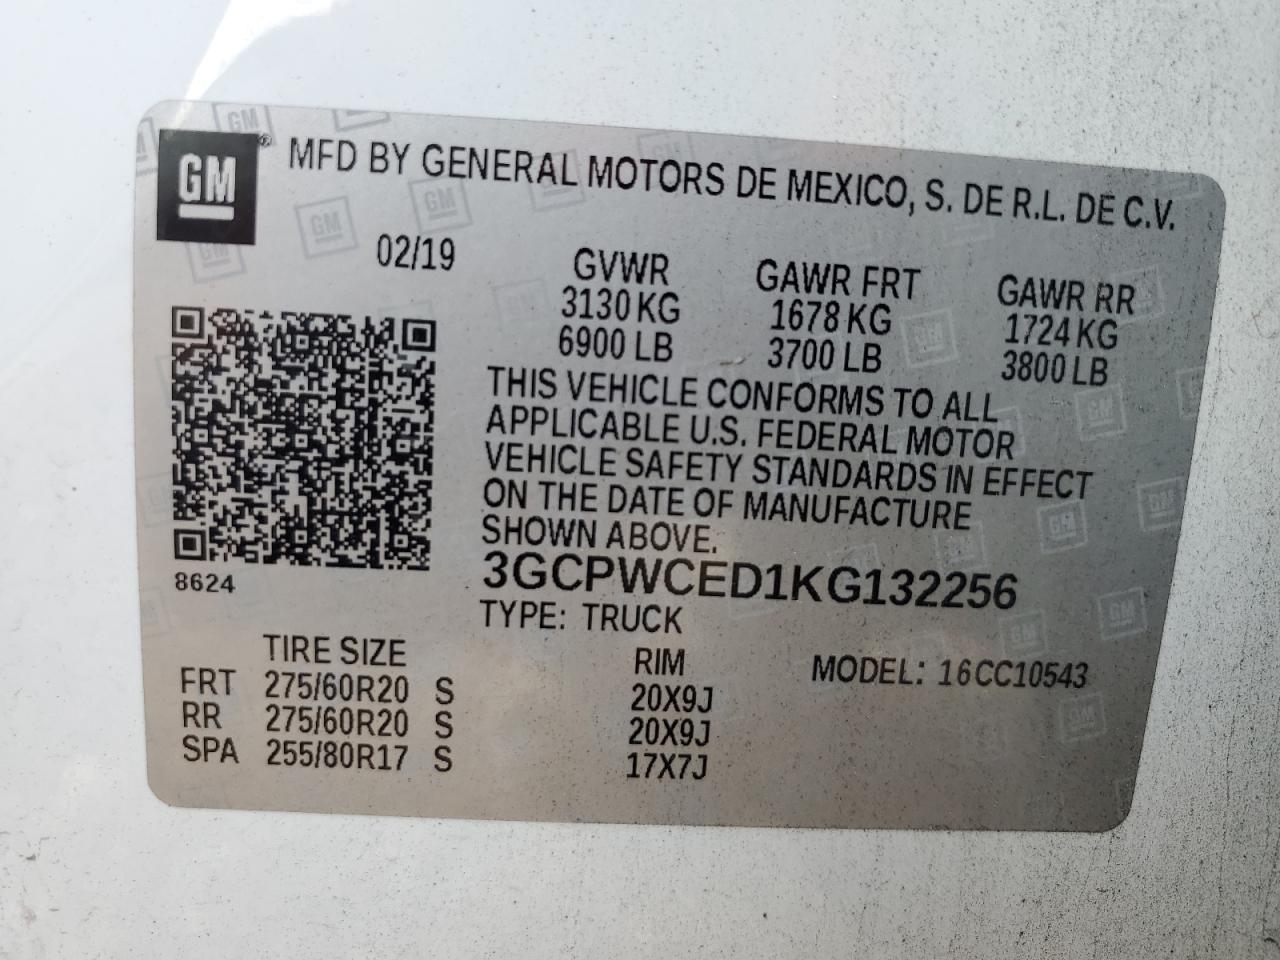 GM® MFD BY GENERAL MOTORS DE MEXICO, S. DE R.L. DE C.V.
02/19
GVWR GAWR FRT GAWR RR
3130 KG 1678 KG 1724 KG
6900 LB 3700 LB 3800 LB
THIS VEHICLE CONFORMS TO ALL
APPLICABLE U.S. FEDERAL MOTOR
VEHICLE SAFETY STANDARDS IN EFFECT
ON THE DATE OF MANUFACTURE
SHOWN ABOVE.
3GCPWCED1KG132256
8624
TYPE: TRUCK
TIRE SIZE RIM MODEL: 16CC10543
FRT 275/60R20 S 20X9J
RR 275/60R20 S 20X9J
SPA 255/80R17 S 17X7J